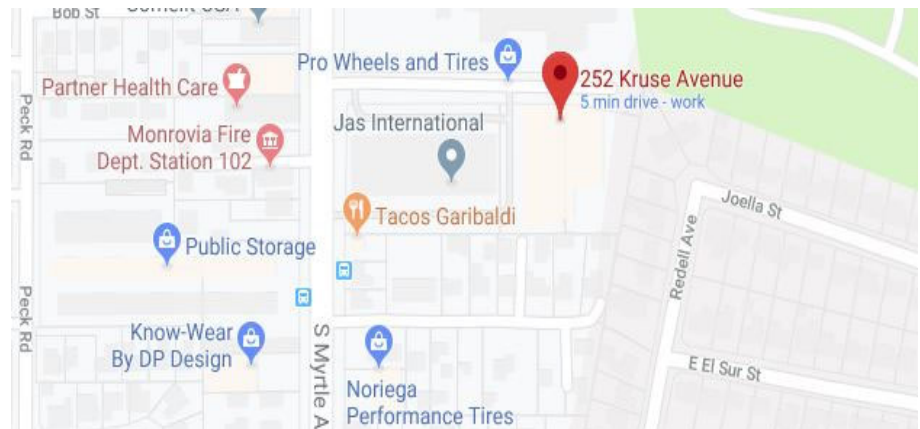 Bob St
Pro Wheels and Tires
252 Kruse Avenue
5 min drive - work
Partner Health Care
Peck Rd
Jas International
Monrovia Fire
Dept. Station 102
Joella St
Tacos Garibaldi
Public Storage
Redell Ave
Peck Rd
Know-Wear
By DP Design
S Myrtle A
E El Sur St
Noriega
Performance Tires